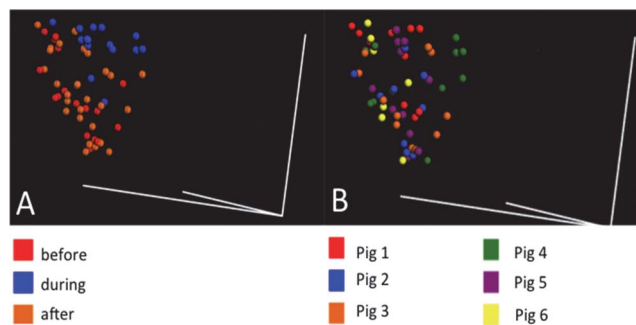 A
B
before
during
after
Pig 1
Pig 2
Pig 3
Pig 4
Pig 5
Pig 6